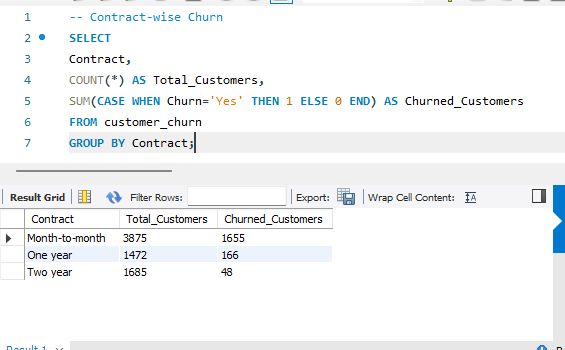 1 -- Contract-wise Churn
2 SELECT
3 Contract,
4 COUNT(*) AS Total_Customers,
5 SUM(CASE WHEN Churn='Yes' THEN 1 ELSE 0 END) AS Churned_Customers
6 FROM customer_churn
7 GROUP BY Contract;
Result Grid Filter Rows: Export: Wrap Cell Content: IA
Contract Total_Customers Churned_Customers
Month-to-month 3875 1655
One year 1472 166
Two year 1685 48
Result 1